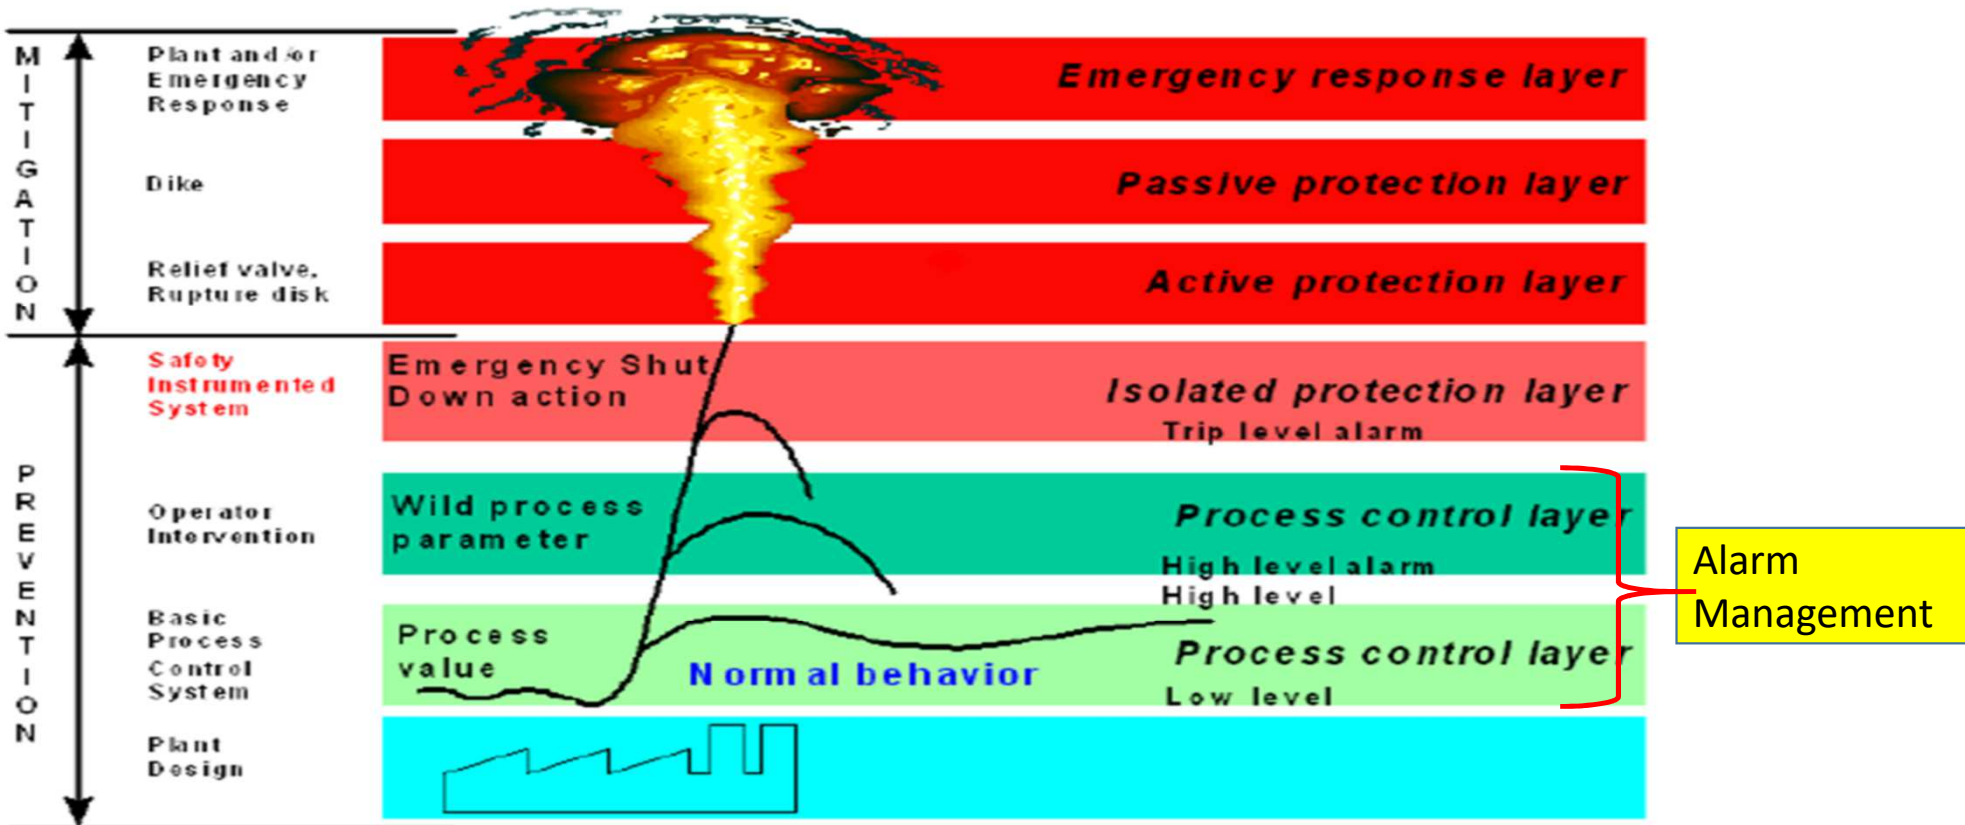 MITIGATION
Plant and/or
Emergency
Response
Emergency response layer
Dike
Passive protection layer
Relief valve,
Rupture disk
Active protection layer
PREVENTION
Safety
Instrumented
System
Emergency Shut
Down action
Isolated protection layer
Trip level alarm
Operator
Intervention
Wild process
parameter
Process control layer
High level alarm
High level
Alarm
Management
Basic
Process
Control
System
Process
value
Normal behavior
Process control layer
Low level
Plant
Design